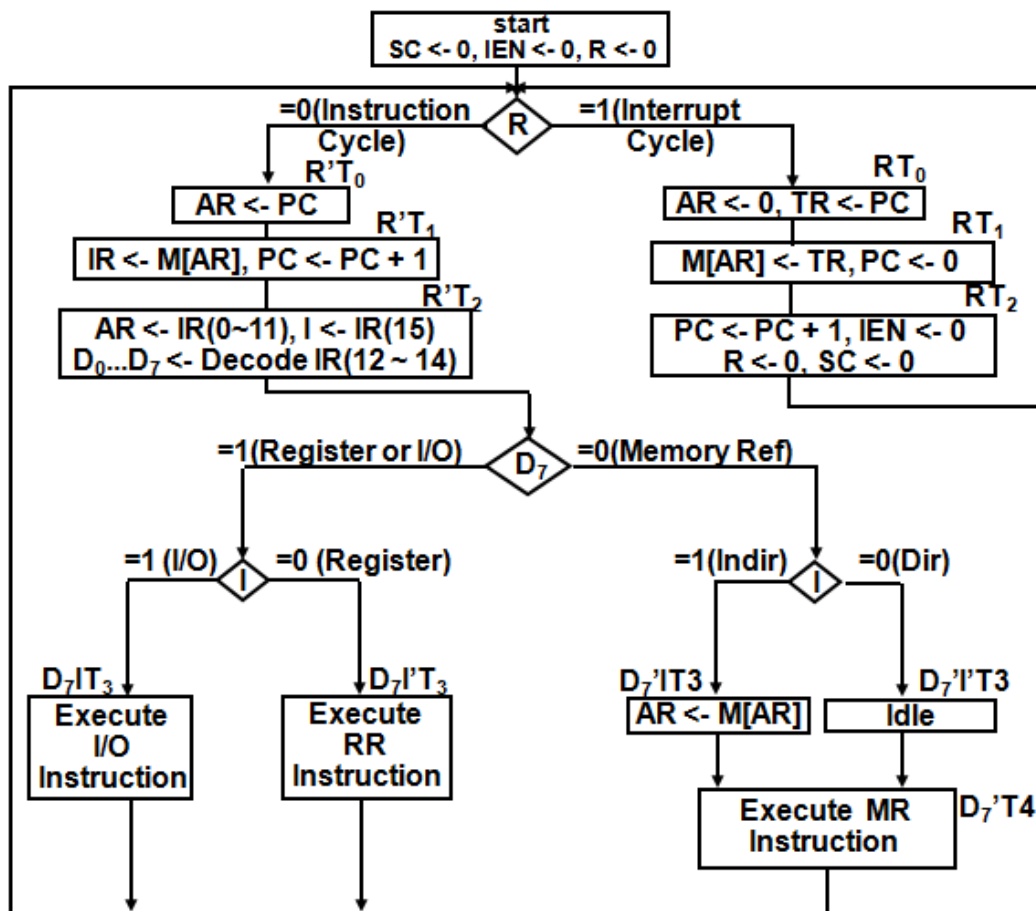 start
SC <- 0, IEN <- 0, R <- 0
=0(Instruction
Cycle)
R
=1(Interrupt
Cycle)
R’T₀
AR <- PC
R’T₁
IR <- M[AR], PC <- PC + 1
R’T₂
AR <- IR(0~11), I <- IR(15)
D₀...D₇ <- Decode IR(12 ~ 14)
RT₀
AR <- 0, TR <- PC
RT₁
M[AR] <- TR, PC <- 0
RT₂
PC <- PC + 1, IEN <- 0
R <- 0, SC <- 0
=1(Register or I/O)
D₇
=0(Memory Ref)
=1 (I/O)
I
=0 (Register)
=1(Indir)
I
=0(Dir)
D₇IT₃
Execute
I/O
Instruction
D₇I’T₃
Execute
RR
Instruction
D₇’IT3
AR <- M[AR]
D₇’I’T3
Idle
Execute MR
Instruction
D₇’T4